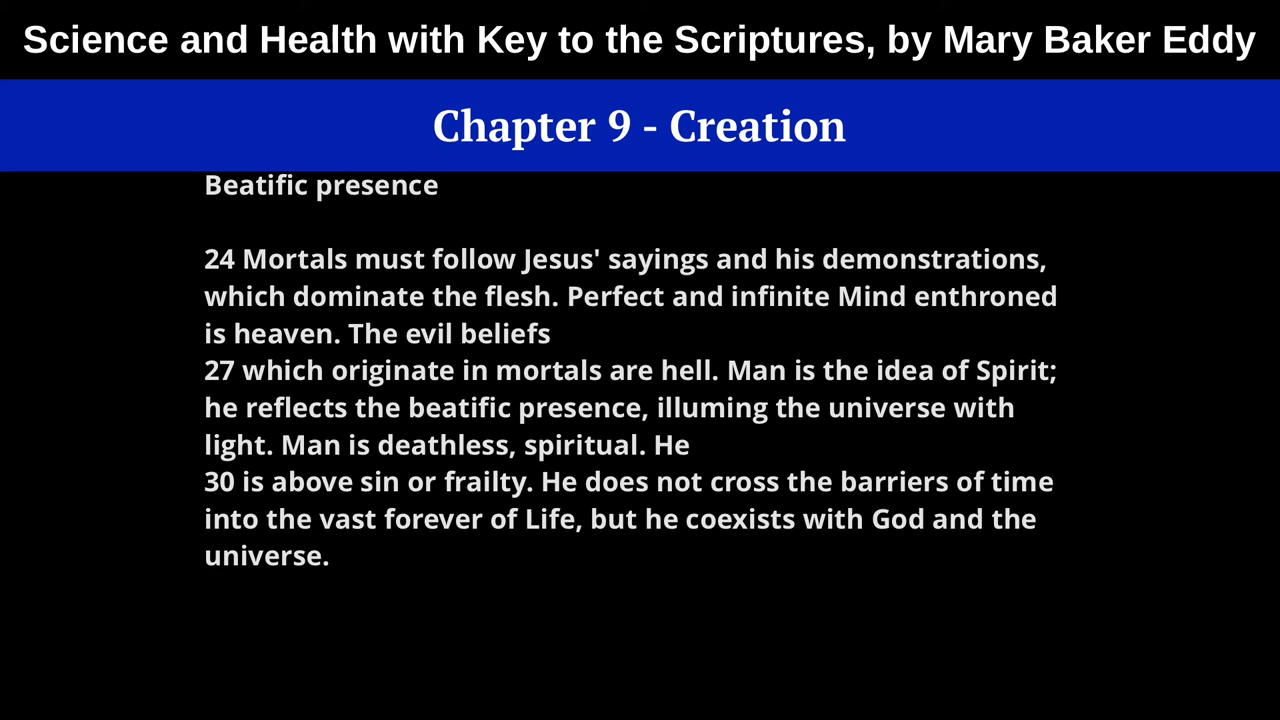 Science and Health with Key to the Scriptures, by Mary Baker Eddy
Chapter 9 - Creation
Beatific presence
24 Mortals must follow Jesus' sayings and his demonstrations,
which dominate the flesh. Perfect and infinite Mind enthroned
is heaven. The evil beliefs
27 which originate in mortals are hell. Man is the idea of Spirit;
he reflects the beatific presence, illuming the universe with
light. Man is deathless, spiritual. He
30 is above sin or frailty. He does not cross the barriers of time
into the vast forever of Life, but he coexists with God and the
universe.